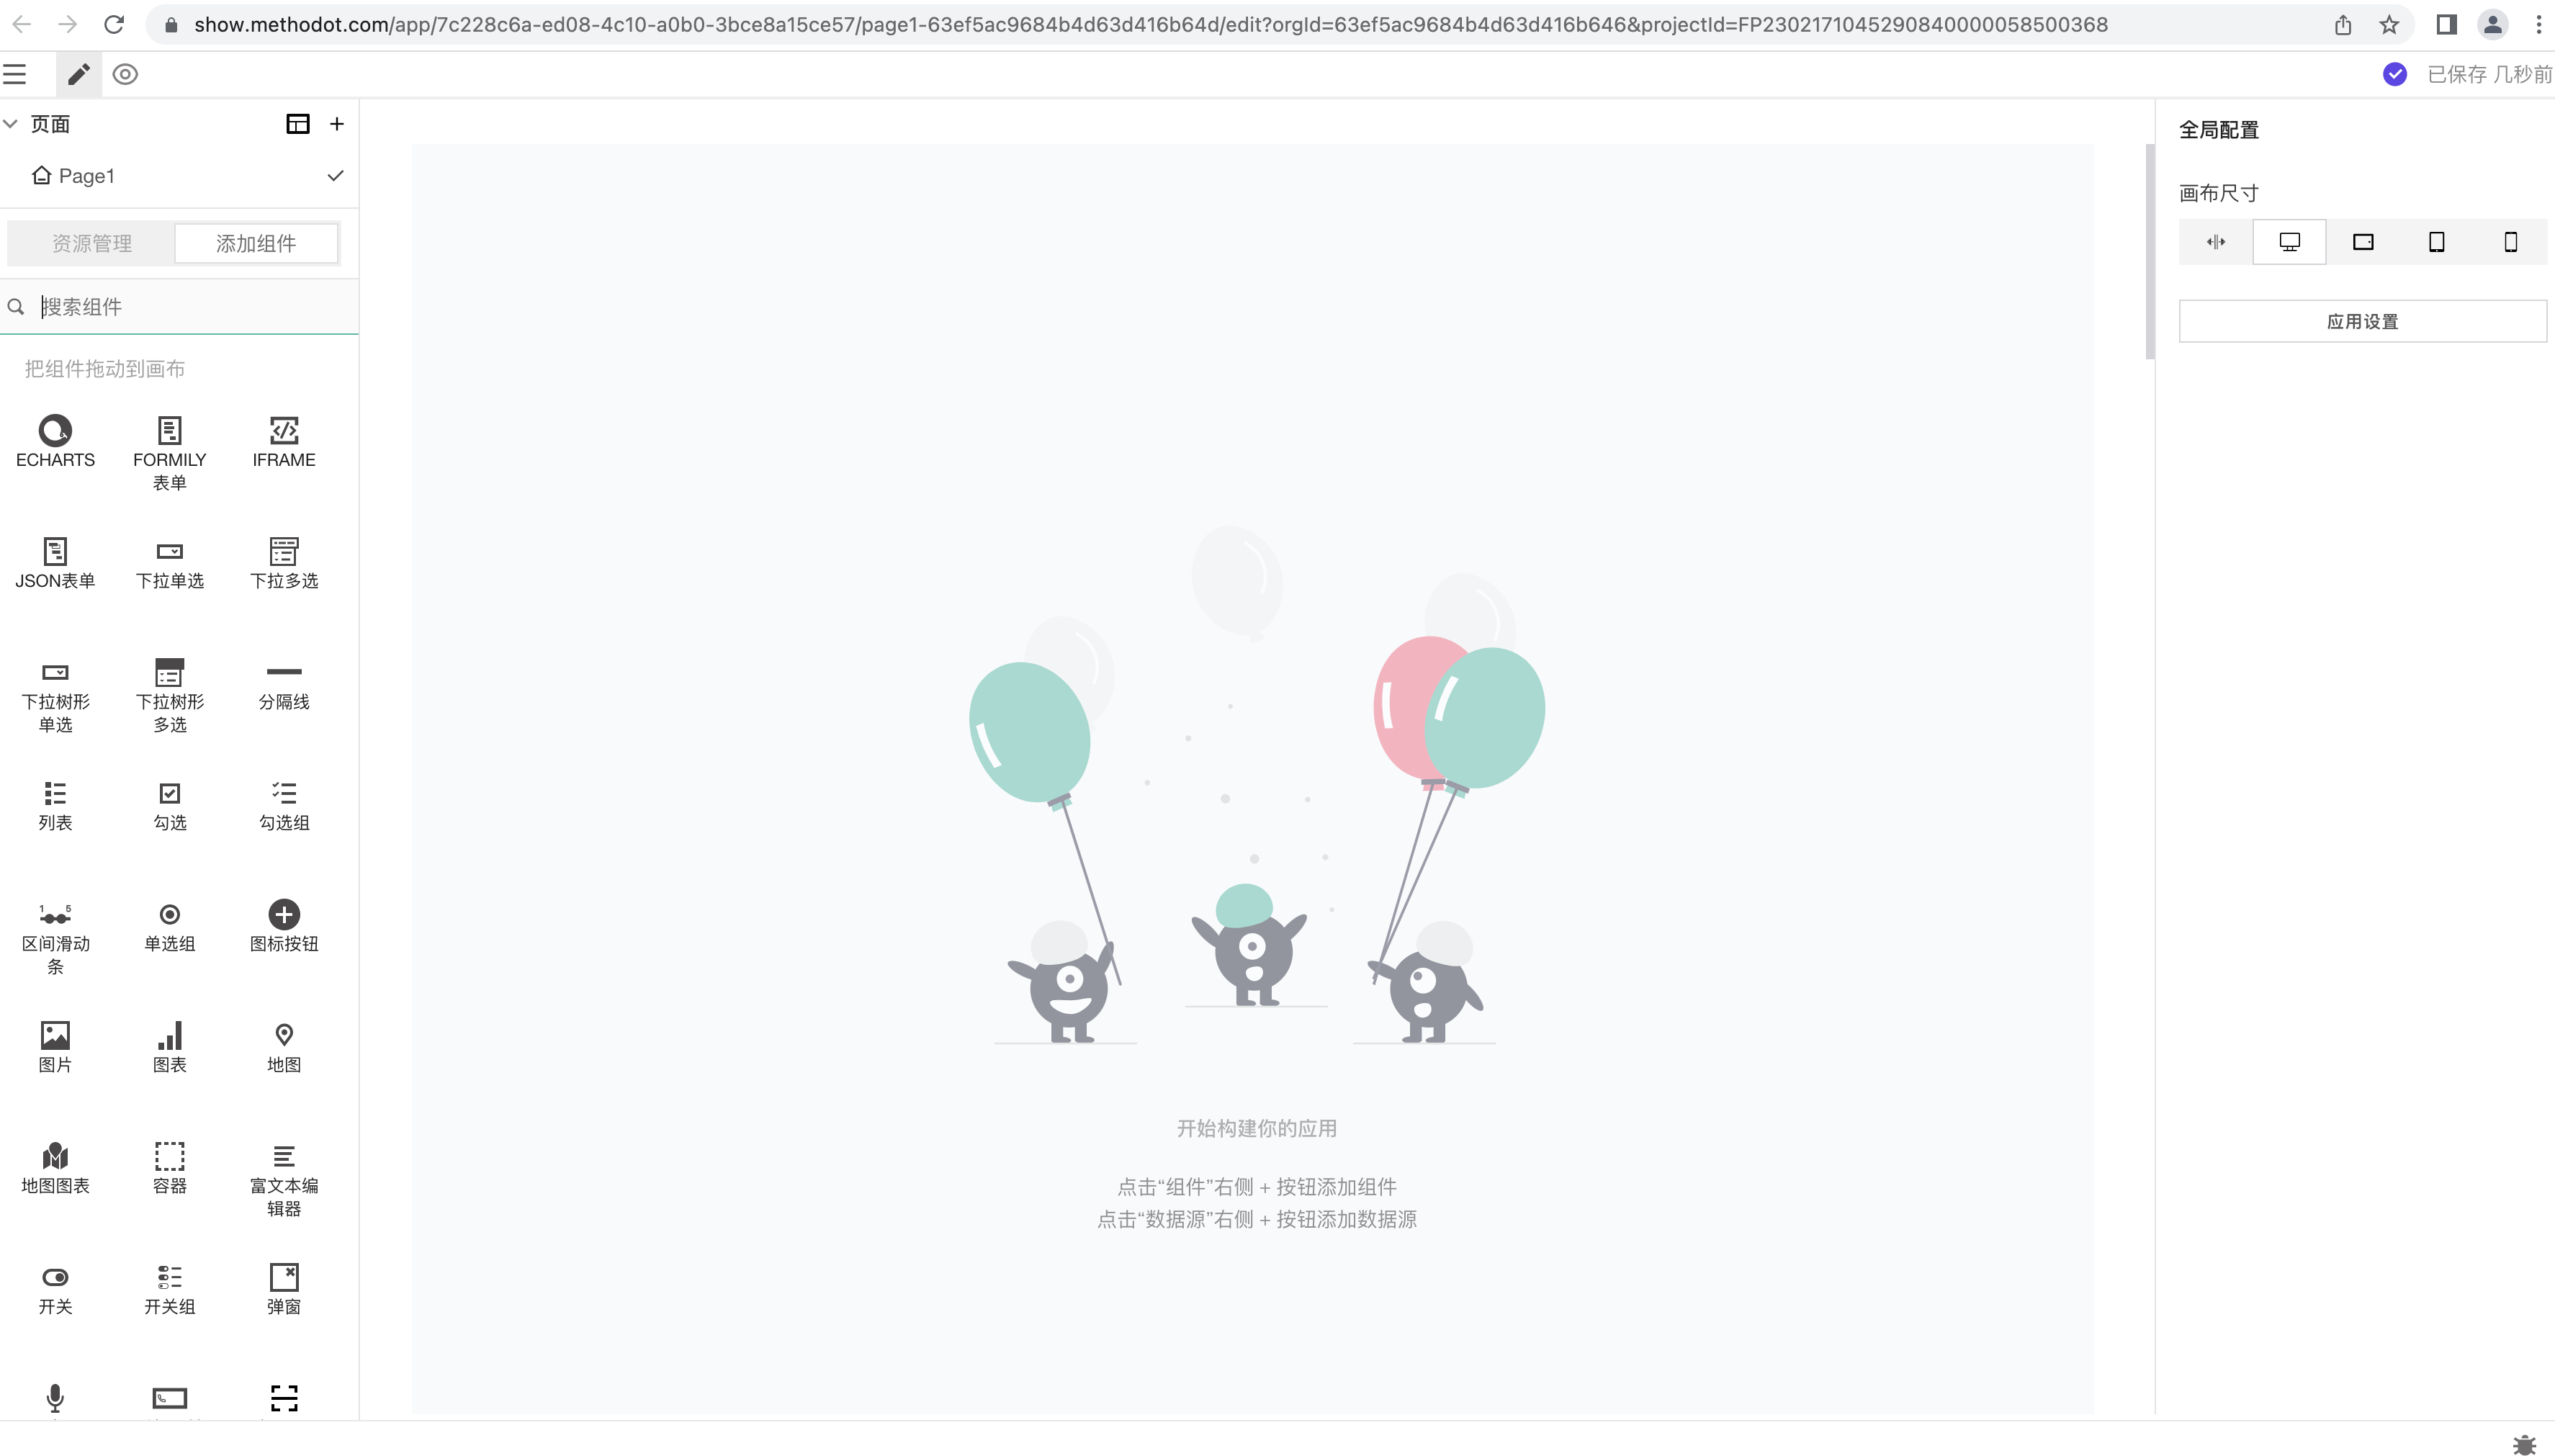 show.methodot.com/app/7c228c6a-ed08-4c10-a0b0-3bce8a15ce57/page1-63ef5ac9684b4d63d416b64d/edit?orgId=63ef5ac9684b4d63d416b646&projectId=FP2302171045290840000058500368
已保存 几秒前
页面
Page1
资源管理 添加组件
搜索组件
把组件拖动到画布
ECHARTS
FORMILY
表单
IFRAME
JSON表单
下拉单选
下拉多选
下拉树形
单选
下拉树形
多选
分隔线
列表
勾选
勾选组
1 5
区间滑动
条
单选组
图标按钮
图片
图表
地图
地图图表
容器
富文本编
辑器
开关
开关组
弹窗
开始构建你的应用
点击“组件”右侧 + 按钮添加组件
点击“数据源”右侧 + 按钮添加数据源
全局配置
画布尺寸
应用设置